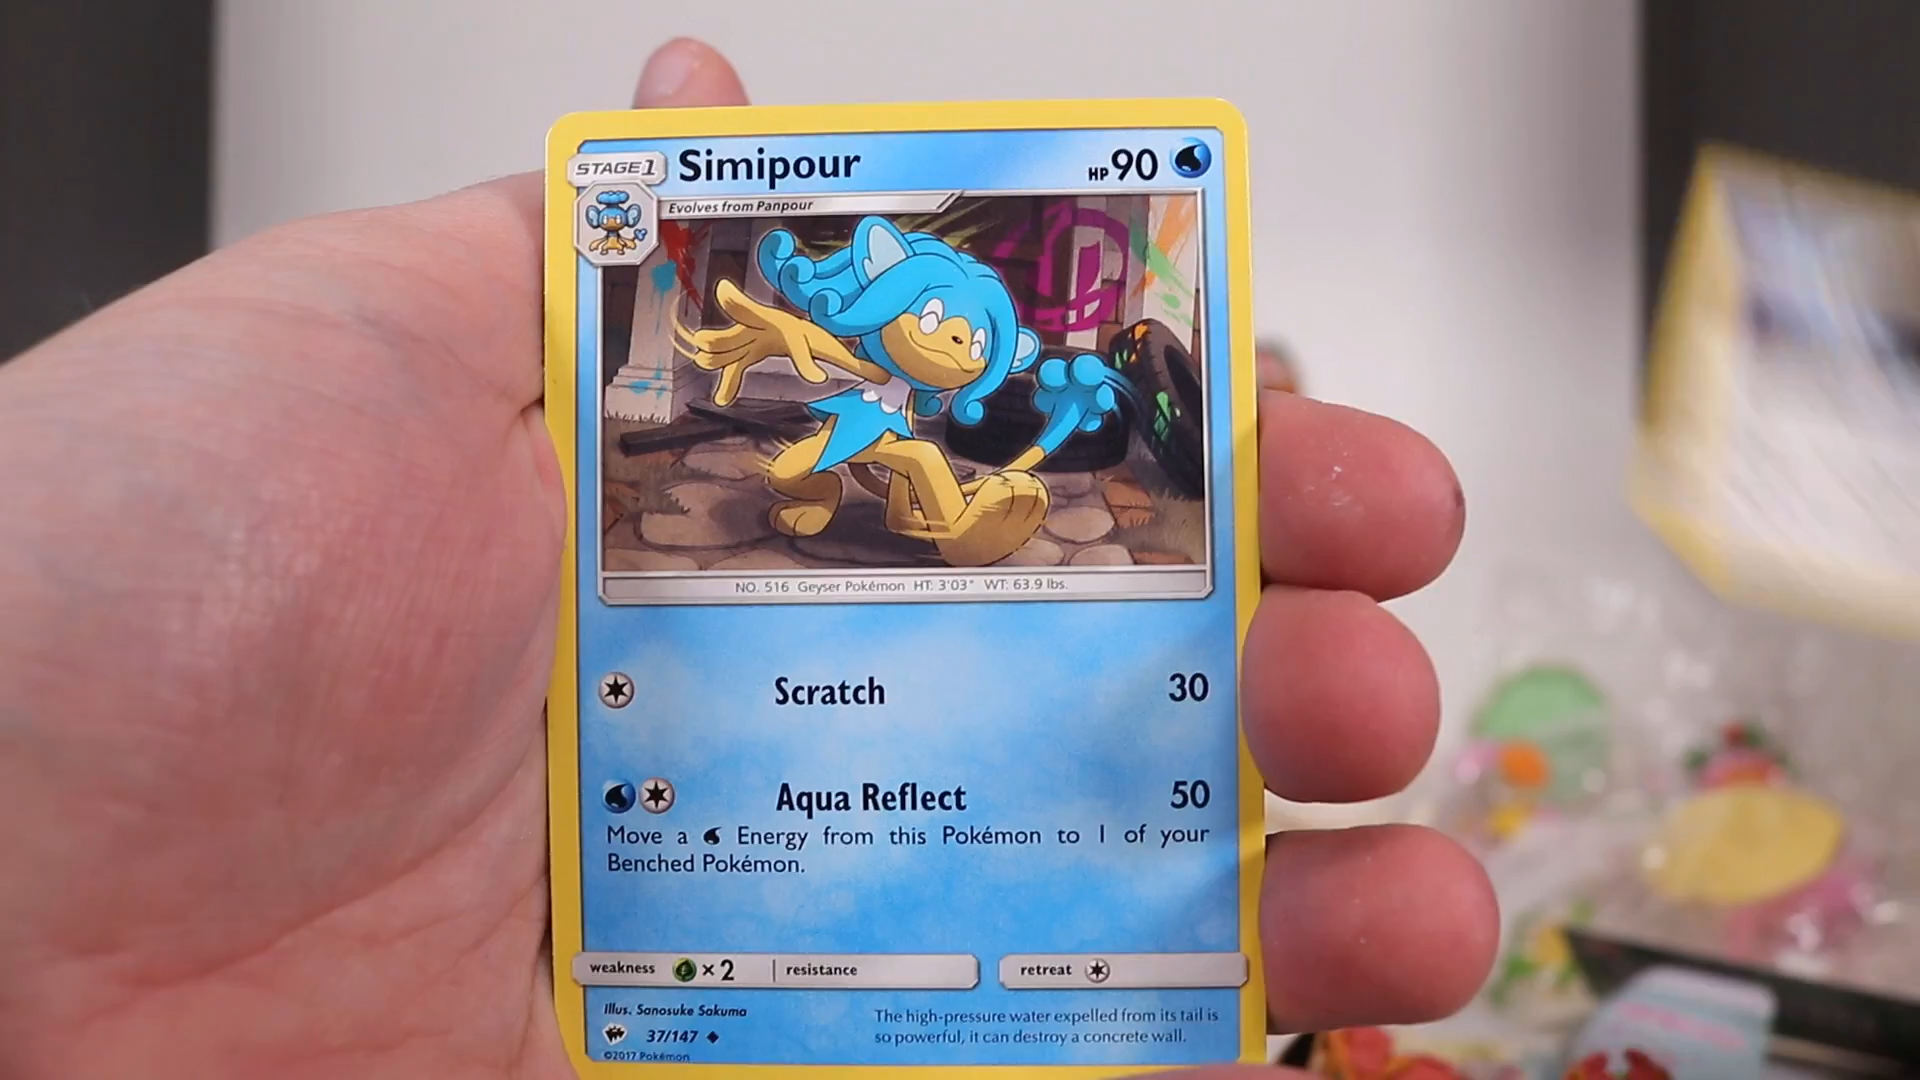 STAGE1 Simipour HP 90
Evolves from Panpour
NO. 516 Geyser Pokémon HT: 3'03" WT: 63.9 lbs.
Scratch 30
Aqua Reflect 50
Move a Energy from this Pokémon to 1 of your
Benched Pokémon.
weakness ×2 resistance retreat
Illus. Sanosuke Sakuma
37/147
©2017 Pokémon
The high-pressure water expelled from its tail is
so powerful, it can destroy a concrete wall.